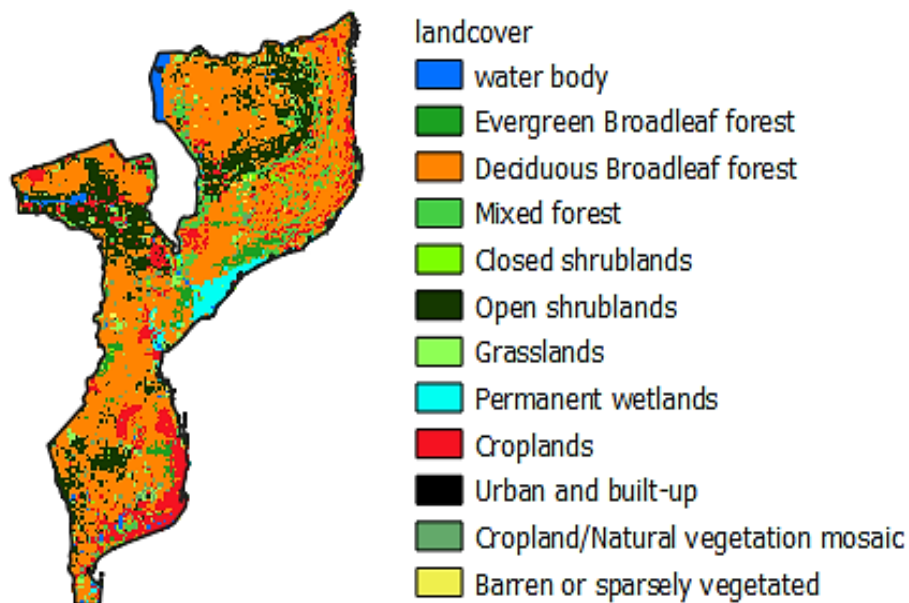 landcover
water body
Evergreen Broadleaf forest
Deciduous Broadleaf forest
Mixed forest
Closed shrublands
Open shrublands
Grasslands
Permanent wetlands
Croplands
Urban and built-up
Cropland/Natural vegetation mosaic
Barren or sparsely vegetated